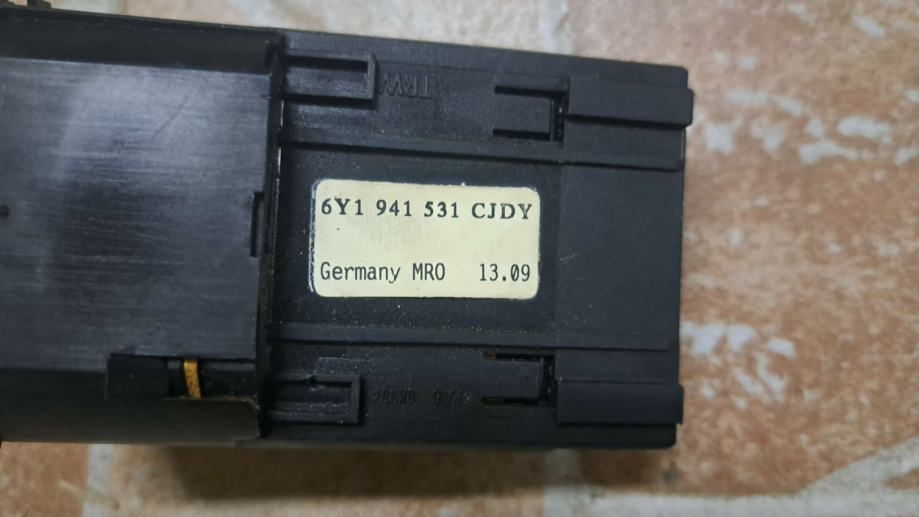 TRW
6Y1 941 531 CJDY
Germany MRO 13.09